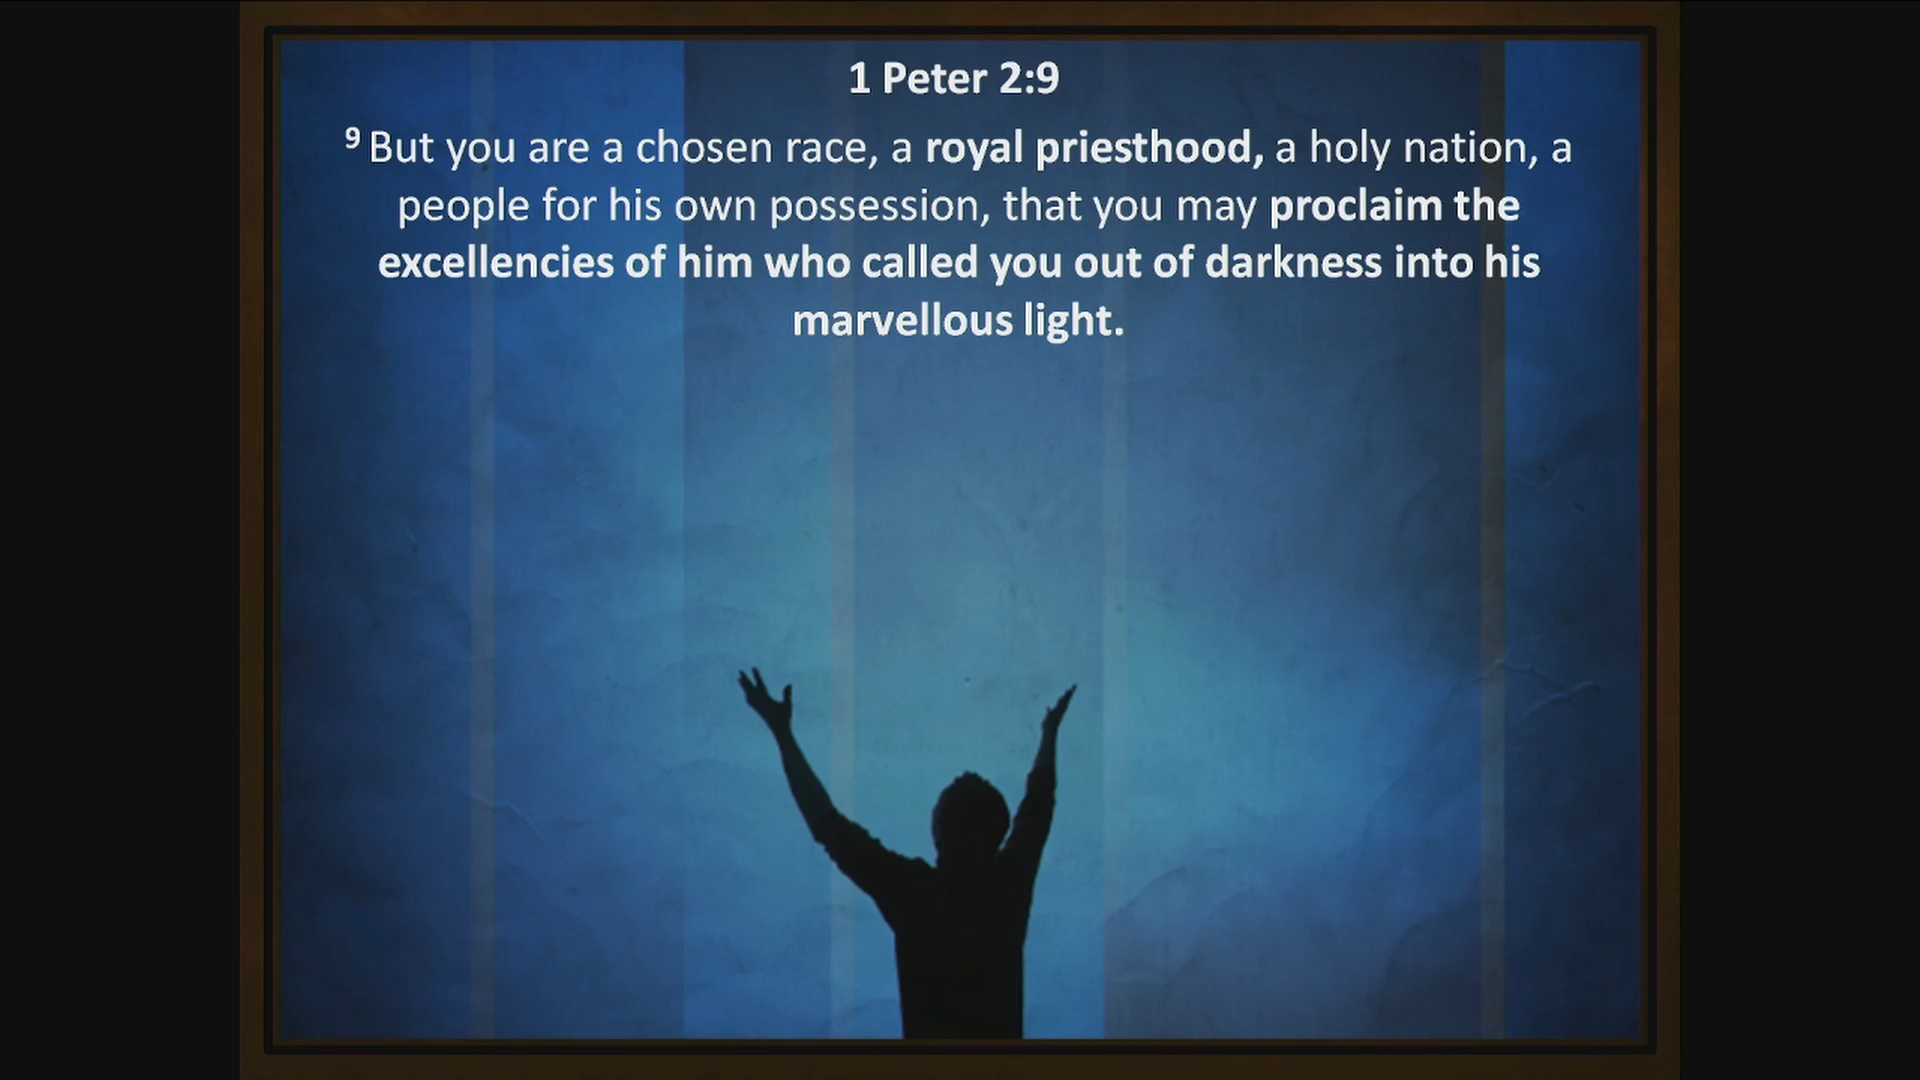 1 Peter 2:9
9 But you are a chosen race, a royal priesthood, a holy nation, a
people for his own possession, that you may proclaim the
excellencies of him who called you out of darkness into his
marvellous light.